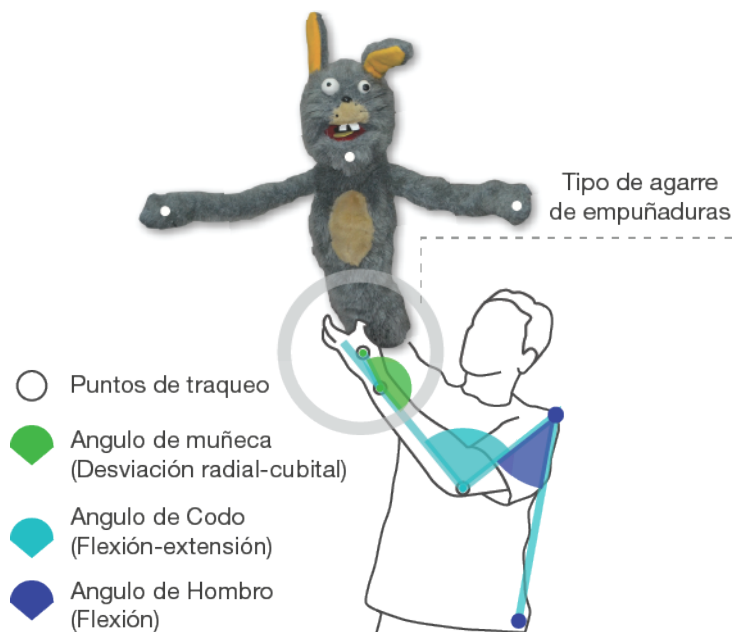 Tipo de agarre
de empuñaduras
Puntos de traqueo
Angulo de muñeca
(Desviación radial-cubital)
Angulo de Codo
(Flexión-extensión)
Angulo de Hombro
(Flexión)